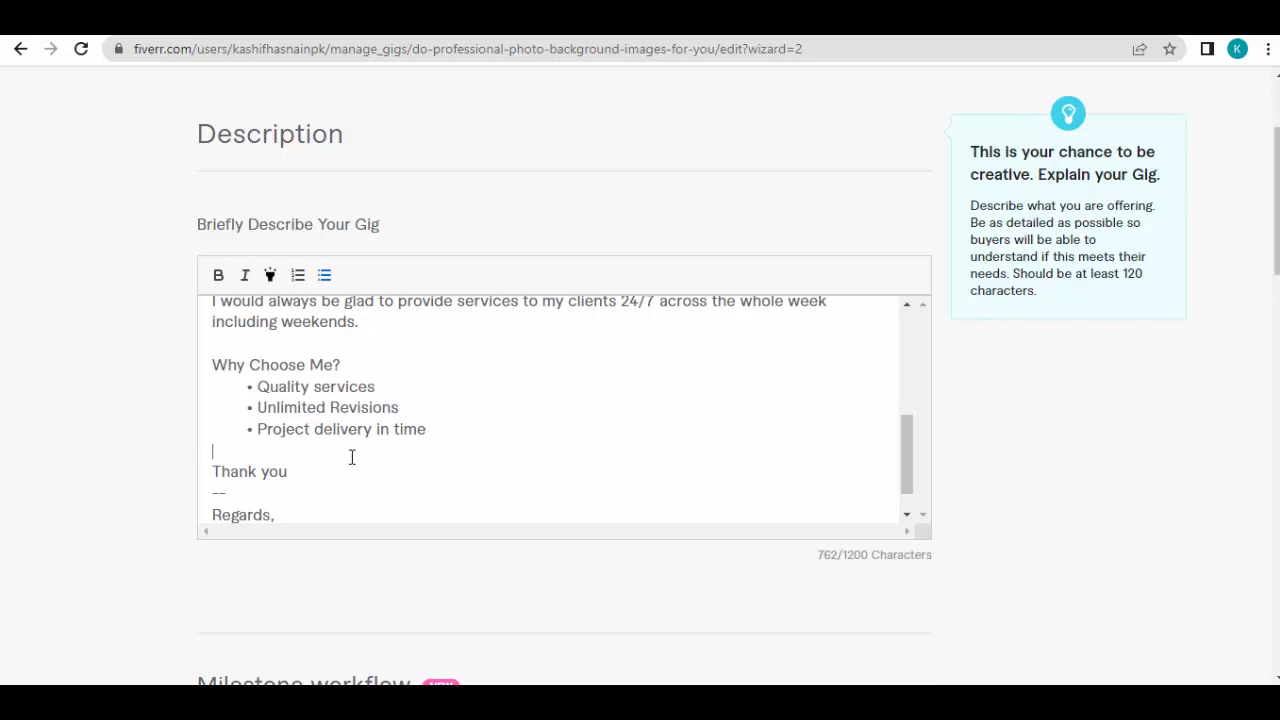 fiverr.com/users/kashifhasnainpk/manage_gigs/do-professional-photo-background-images-for-you/edit?wizard=2
K
Description
This is your chance to be
creative. Explain your Gig.
Describe what you are offering.
Be as detailed as possible so
buyers will be able to
understand if this meets their
needs. Should be at least 120
characters.
Briefly Describe Your Gig
B I
I would always be glad to provide services to my clients 24/7 across the whole week
including weekends.
Why Choose Me?
• Quality services
• Unlimited Revisions
• Project delivery in time
Thank you
--
Regards,
762/1200 Characters
Milestone workflow NEW